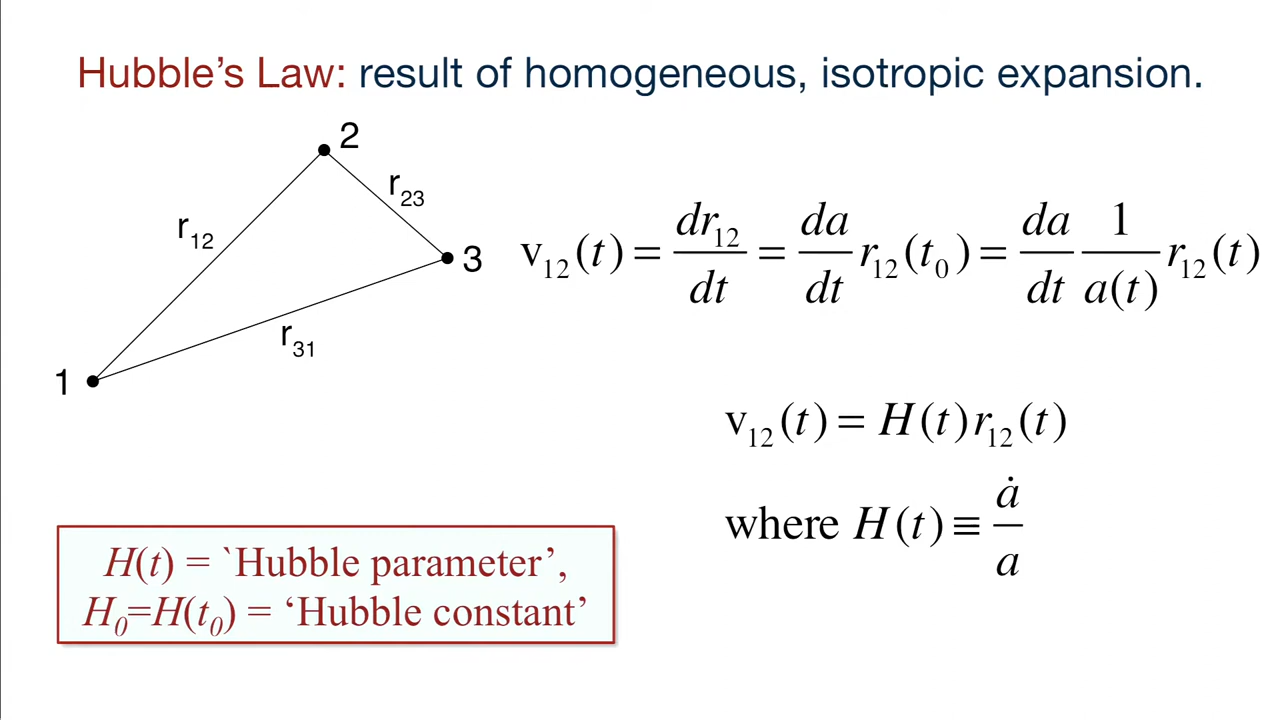 Hubble’s Law: result of homogeneous, isotropic expansion.
2
r₂₃
r₁₂
3
r₃₁
1
v₁₂(t) = dr₁₂/dt = da/dt r₁₂(t₀) = da/dt 1/a(t) r₁₂(t)
v₁₂(t) = H(t)r₁₂(t)
where H(t) ≡ ȧ/a
H(t) = `Hubble parameter’,
H₀=H(t₀) = ‘Hubble constant’